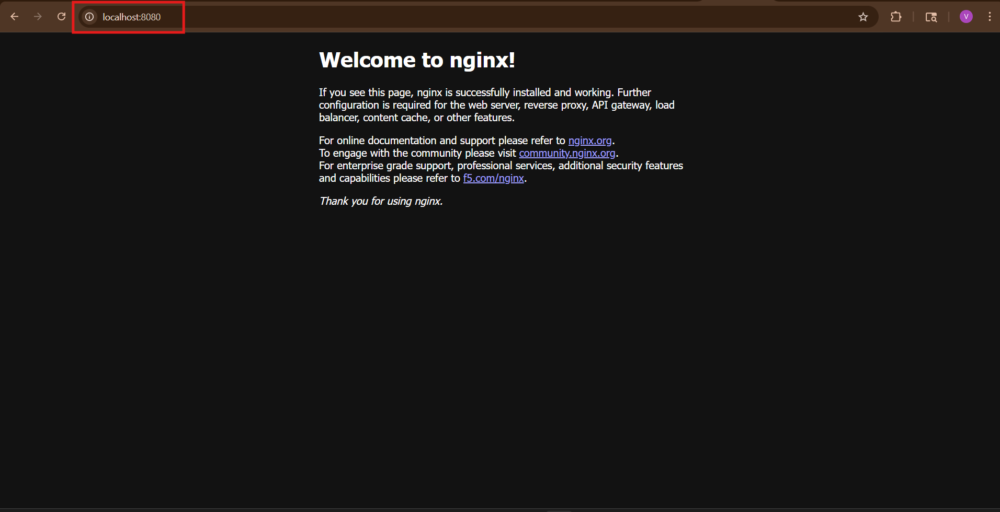 localhost:8080
V
Welcome to nginx!
If you see this page, nginx is successfully installed and working. Further
configuration is required for the web server, reverse proxy, API gateway, load
balancer, content cache, or other features.
For online documentation and support please refer to nginx.org.
To engage with the community please visit community.nginx.org.
For enterprise grade support, professional services, additional security features
and capabilities please refer to f5.com/nginx.
Thank you for using nginx.